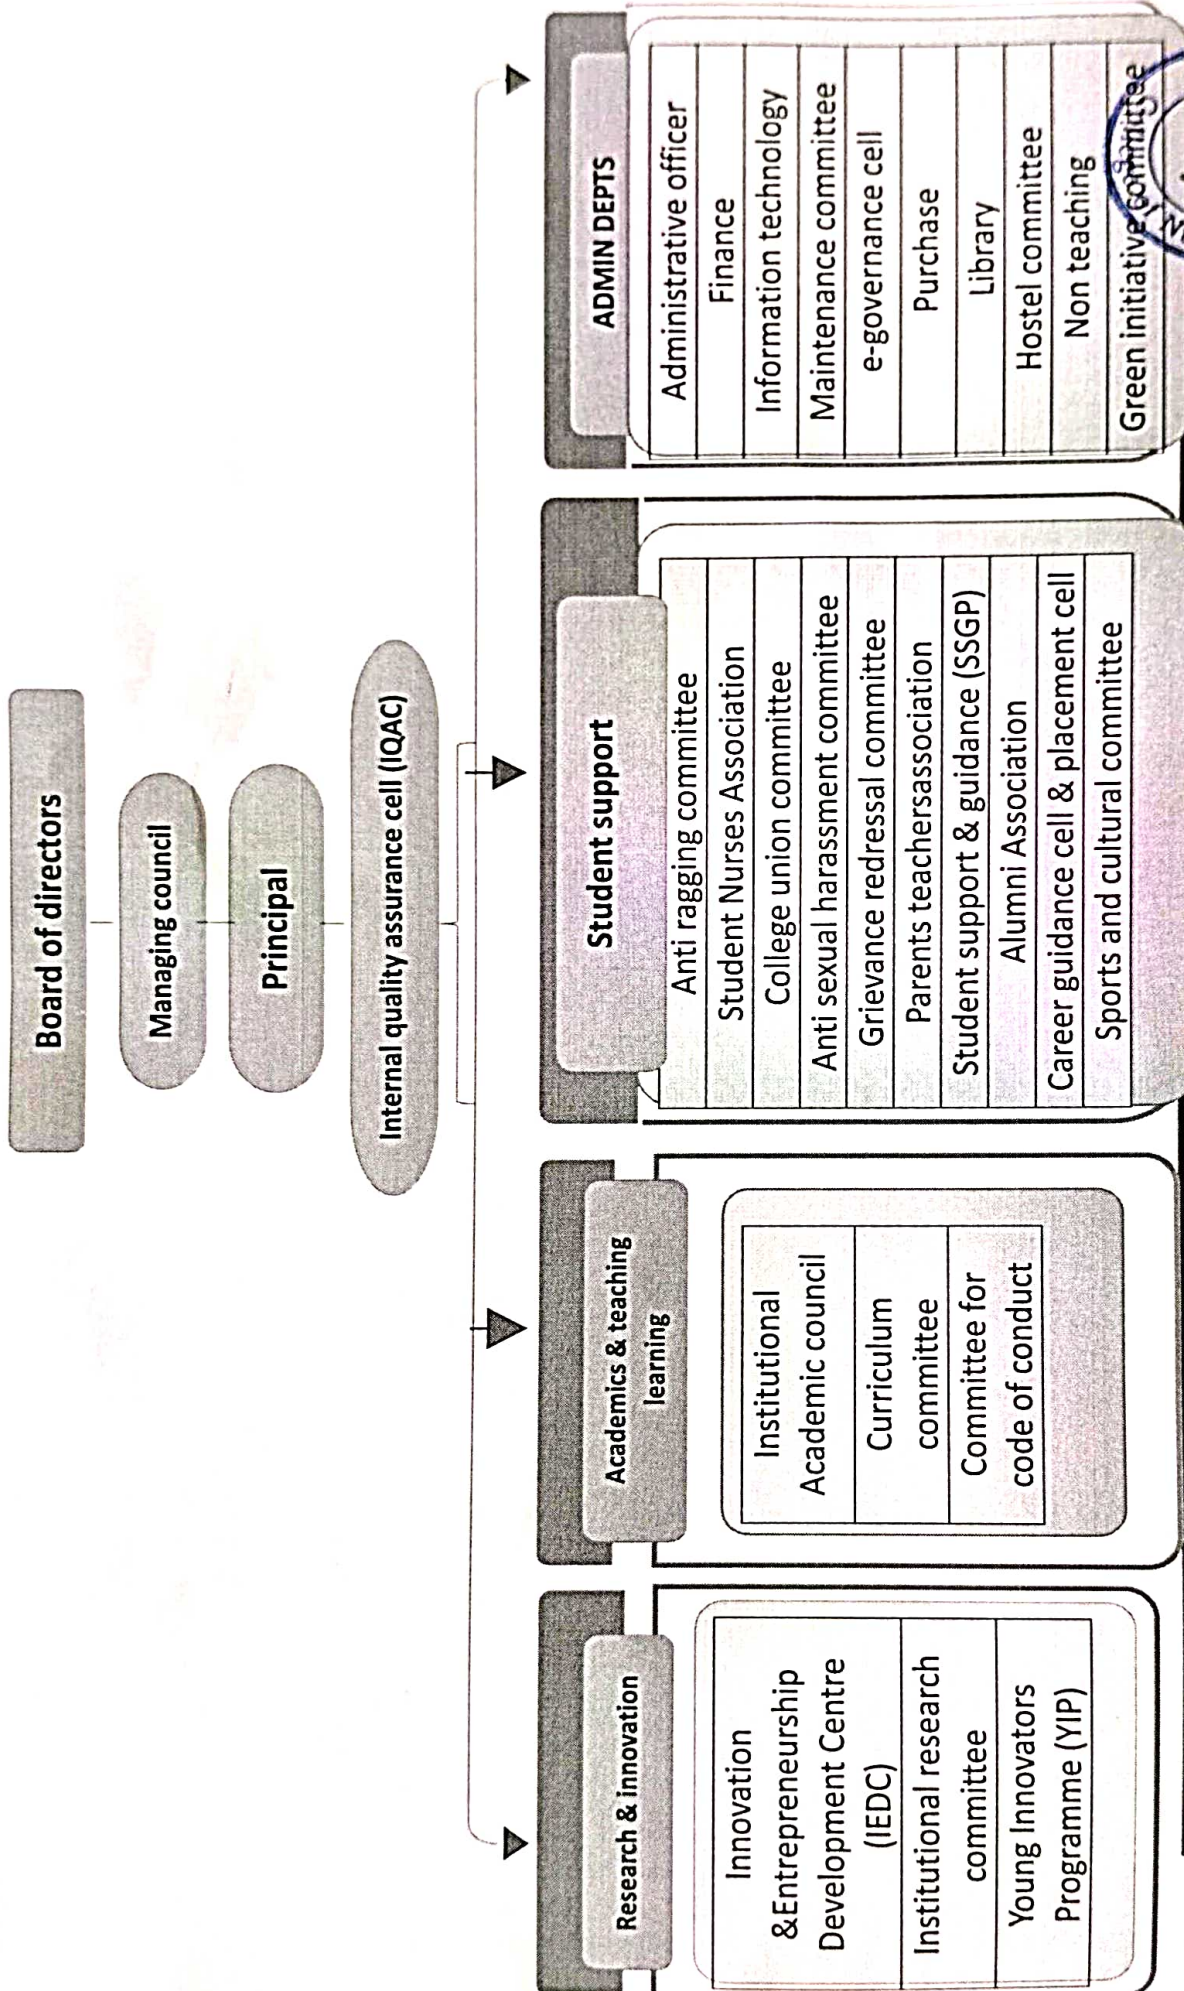 Board of directors
Managing council
Principal
Internal quality assurance cell (IQAC)
Research & innovation
Innovation
&Entrepreneurship
Development Centre
(IEDC)
Institutional research
committee
Young Innovators
Programme (YIP)
Academics & teaching
learning
Institutional
Academic council
Curriculum
committee
Committee for
code of conduct
Student support
Anti ragging committee
Student Nurses Association
College union committee
Anti sexual harassment committee
Grievance redressal committee
Parents teachersassociation
Student support & guidance (SSGP)
Alumni Association
Career guidance cell & placement cell
Sports and cultural committee
ADMIN DEPTS
Administrative officer
Finance
Information technology
Maintenance committee
e-governance cell
Purchase
Library
Hostel committee
Non teaching
Green initiative committee